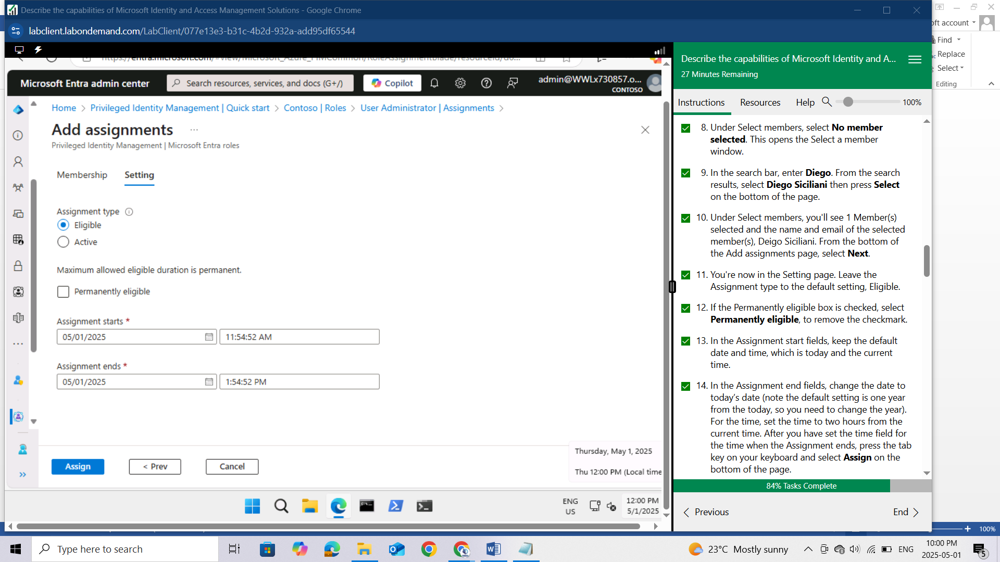 Describe the capabilities of Microsoft Identity and Access Management Solutions - Google Chrome
labclient.labondemand.com/LabClient/077e13e3-b31c-4b2d-932a-add95df65544
Microsoft Entra admin center
Search resources, services, and docs (G+/)
Copilot
admin@WWLx730857.o...
CONTOSO
Home > Privileged Identity Management | Quick start > Contoso | Roles > User Administrator | Assignments >
Add assignments ...
Privileged Identity Management | Microsoft Entra roles
Membership
Setting
Assignment type
Eligible
Active
Maximum allowed eligible duration is permanent.
Permanently eligible
Assignment starts *
05/01/2025
11:54:52 AM
Assignment ends *
05/01/2025
1:54:52 PM
Assign
< Prev
Cancel
Thursday, May 1, 2025
Thu 12:00 PM (Local time
ENG
US
12:00 PM
5/1/2025
Describe the capabilities of Microsoft Identity and A...
27 Minutes Remaining
Instructions
Resources
Help
100%
8. Under Select members, select No member
selected. This opens the Select a member
window.
9. In the search bar, enter Diego. From the search
results, select Diego Siciliani then press Select
on the bottom of the page.
10. Under Select members, you'll see 1 Member(s)
selected and the name and email of the selected
member(s), Deigo Siciliani. From the bottom of
the Add assignments page, select Next.
11. You're now in the Setting page. Leave the
Assignment type to the default setting, Eligible.
12. If the Permanently eligible box is checked, select
Permanently eligible, to remove the checkmark.
13. In the Assignment start fields, keep the default
date and time, which is today and the current
time.
14. In the Assignment end fields, change the date to
today’s date (note the default setting is one year
from the today, so you need to change the year).
For the time, set the time to two hours from the
current time. After you have set the time field for
the time when the Assignment ends, press the tab
key on your keyboard and select Assign on the
bottom of the page.
84% Tasks Complete
< Previous
End >
account
Find
Replace
Select
Editing
100%
Type here to search
23°C Mostly sunny
ENG
10:00 PM
2025-05-01
5